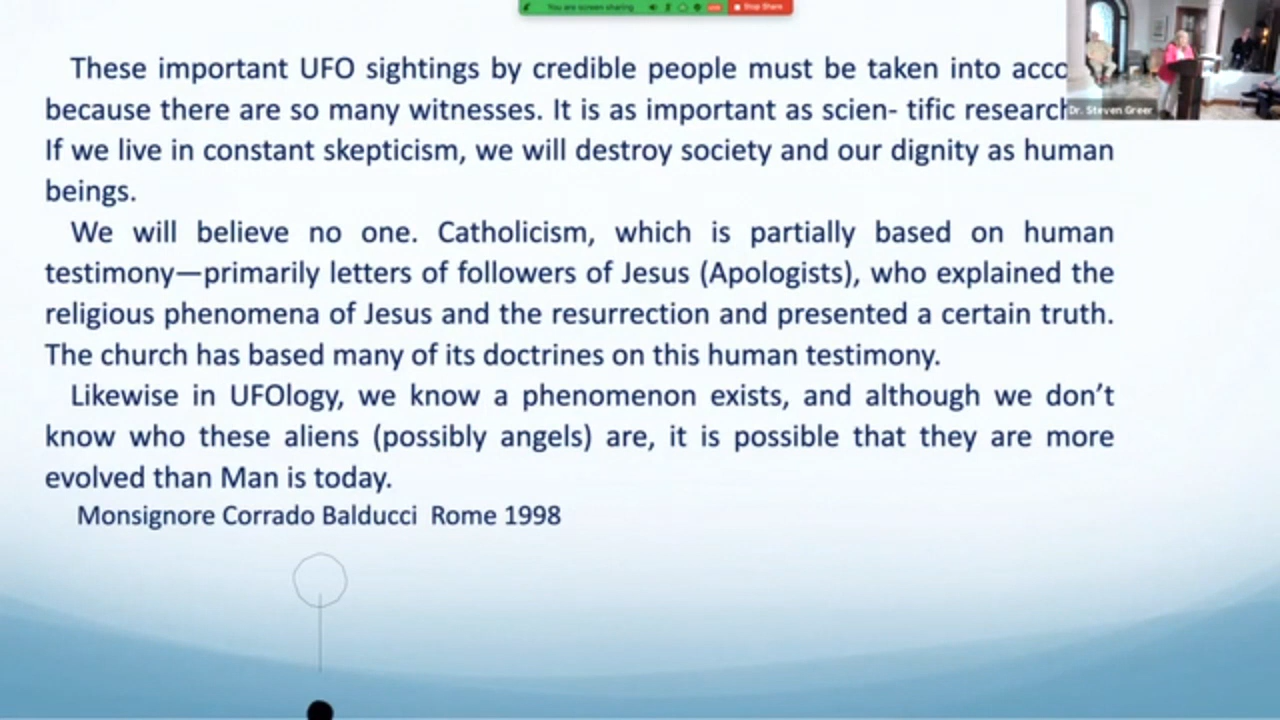 You are screen sharing
Stop Share
These important UFO sightings by credible people must be taken into
because there are so many witnesses. It is as important as scien- tific research
Dr. Steven Greer
If we live in constant skepticism, we will destroy society and our dignity as human
beings.
We will believe no one. Catholicism, which is partially based on human
testimony—primarily letters of followers of Jesus (Apologists), who explained the
religious phenomena of Jesus and the resurrection and presented a certain truth.
The church has based many of its doctrines on this human testimony.
Likewise in UFOlogy, we know a phenomenon exists, and although we don't
know who these aliens (possibly angels) are, it is possible that they are more
evolved than Man is today.
Monsignore Corrado Balducci Rome 1998